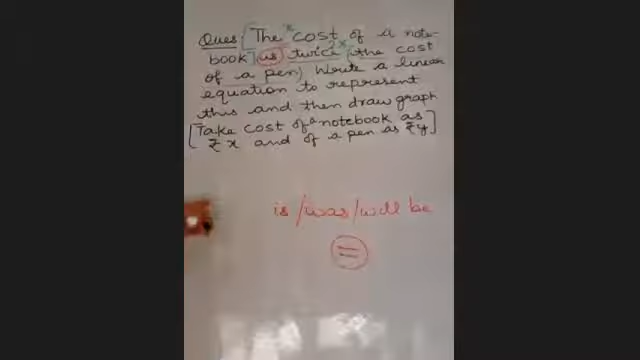 Ques [The x cost of a note-
book] is twice 2x (the cost
of a pen) Write a linear
equation to represent
this and then draw graph
[Take cost of a notebook as
₹ x and of a pen as ₹ y]
is / was / will be
=